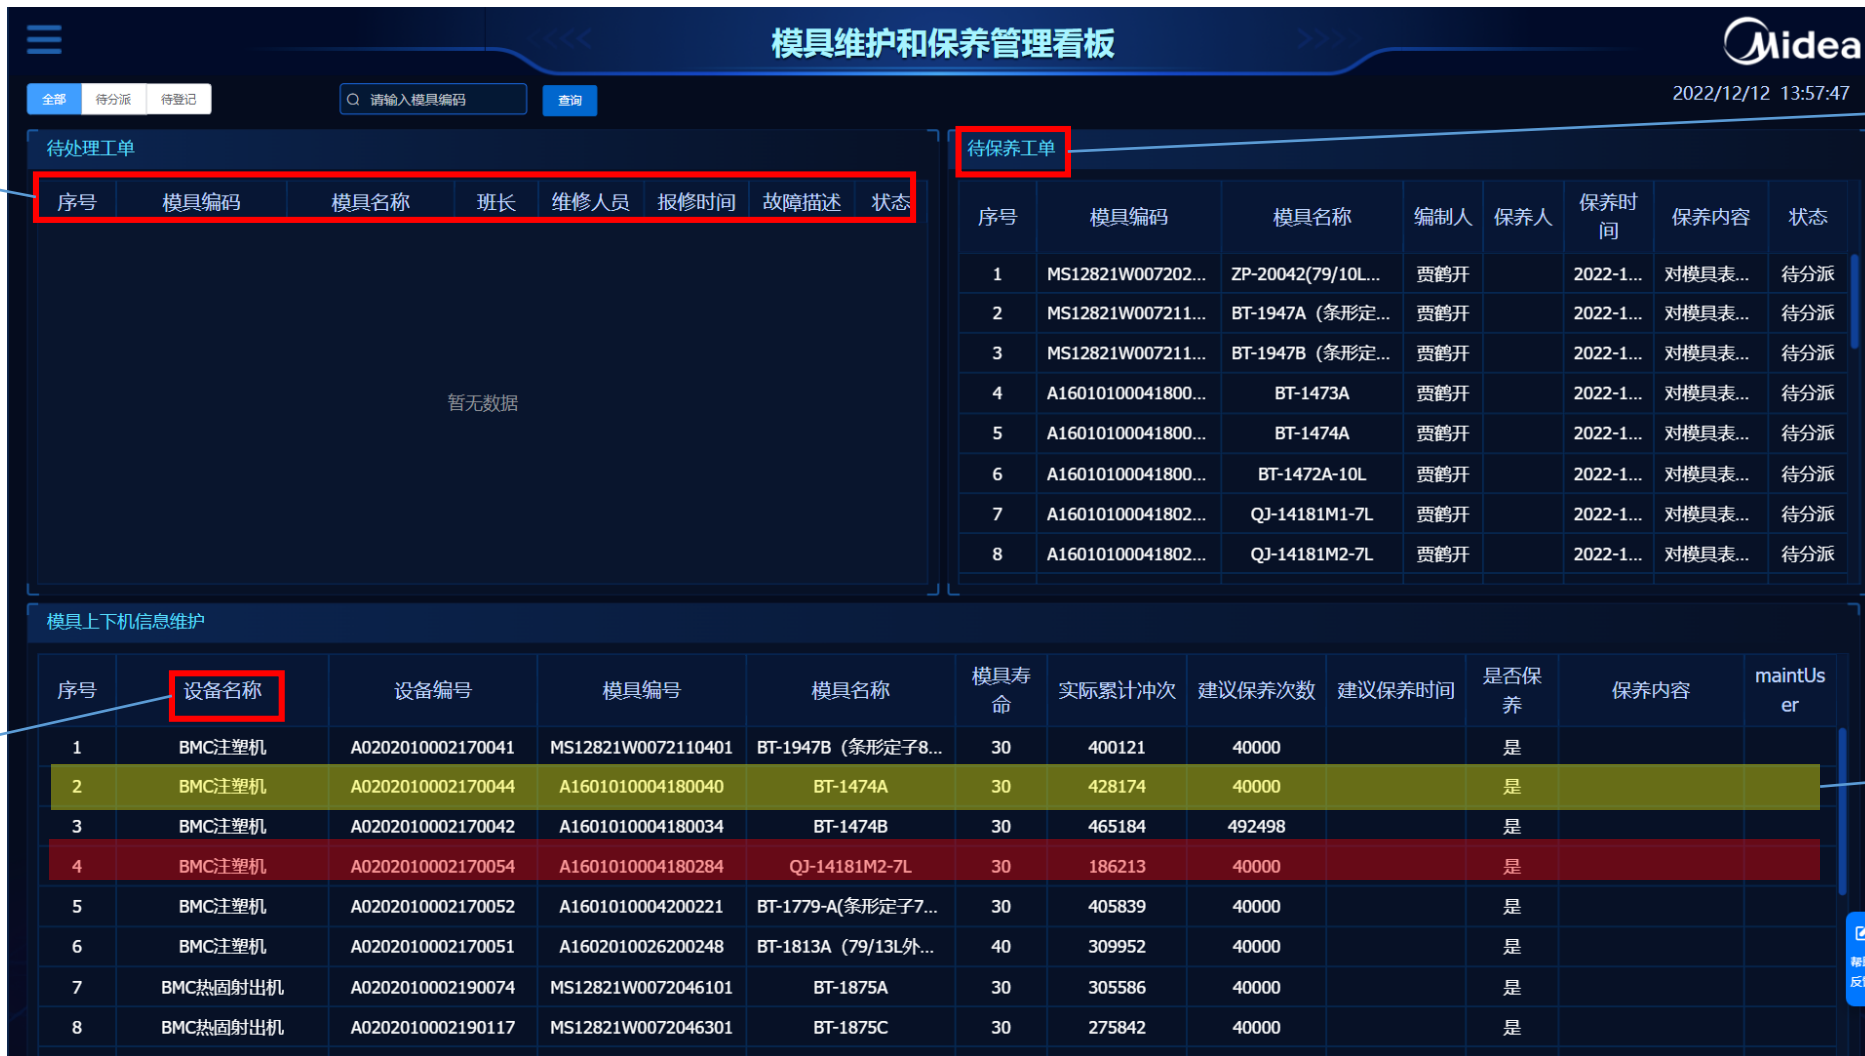 模具维护和保养管理看板
Midea
全部 待分派 待登记 请输入模具编码 查询
2022/12/12 13:57:47
待处理工单
序号 模具编码 模具名称 班长 维修人员 报修时间 故障描述 状态
暂无数据
待保养工单
序号 模具编码 模具名称 编制人 保养人 保养时间 保养内容 状态
1 MS12821W007202... ZP-20042(79/10L... 贾鹤开 2022-1... 对模具表... 待分派
2 MS12821W007211... BT-1947A（条形定... 贾鹤开 2022-1... 对模具表... 待分派
3 MS12821W007211... BT-1947B（条形定... 贾鹤开 2022-1... 对模具表... 待分派
4 A16010100041800... BT-1473A 贾鹤开 2022-1... 对模具表... 待分派
5 A16010100041800... BT-1474A 贾鹤开 2022-1... 对模具表... 待分派
6 A16010100041800... BT-1472A-10L 贾鹤开 2022-1... 对模具表... 待分派
7 A16010100041802... QJ-14181M1-7L 贾鹤开 2022-1... 对模具表... 待分派
8 A16010100041802... QJ-14181M2-7L 贾鹤开 2022-1... 对模具表... 待分派
模具上下机信息维护
序号 设备名称 设备编号 模具编号 模具名称 模具寿命 实际累计冲次 建议保养次数 建议保养时间 是否保养 保养内容 maintUser
1 BMC注塑机 A0202010002170041 MS12821W0072110401 BT-1947B（条形定子8... 30 400121 40000 是
2 BMC注塑机 A0202010002170044 A1601010004180040 BT-1474A 30 428174 40000 是
3 BMC注塑机 A0202010002170042 A1601010004180034 BT-1474B 30 465184 492498 是
4 BMC注塑机 A0202010002170054 A1601010004180284 QJ-14181M2-7L 30 186213 40000 是
5 BMC注塑机 A0202010002170052 A1601010004200221 BT-1779-A(条形定子7... 30 405839 40000 是
6 BMC注塑机 A0202010002170051 A1602010026200248 BT-1813A（79/13L外... 40 309952 40000 是
7 BMC热固射出机 A0202010002190074 MS12821W0072046101 BT-1875A 30 305586 40000 是
8 BMC热固射出机 A0202010002190117 MS12821W0072046301 BT-1875C 30 275842 40000 是